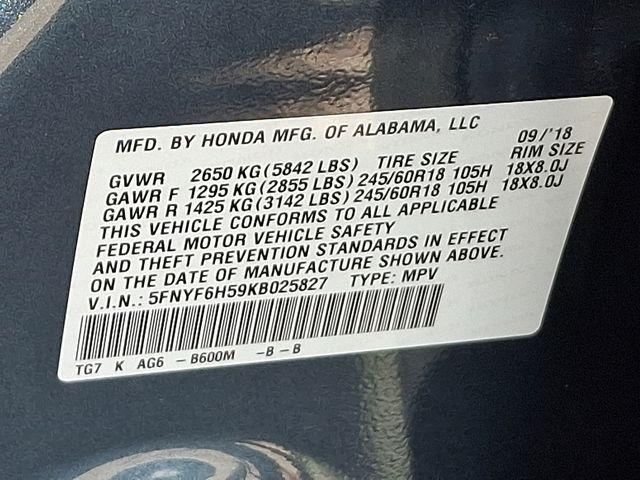 MFD. BY HONDA MFG. OF ALABAMA, LLC 09/'18
GVWR 2650 KG (5842 LBS) TIRE SIZE RIM SIZE
GAWR F 1295 KG (2855 LBS) 245/60R18 105H 18X8.0J
GAWR R 1425 KG (3142 LBS) 245/60R18 105H 18X8.0J
THIS VEHICLE CONFORMS TO ALL APPLICABLE
FEDERAL MOTOR VEHICLE SAFETY
AND THEFT PREVENTION STANDARDS IN EFFECT
ON THE DATE OF MANUFACTURE SHOWN ABOVE.
V.I.N.: 5FNYF6H59KB025827 TYPE: MPV
TG7 K AG6 -B600M -B-B